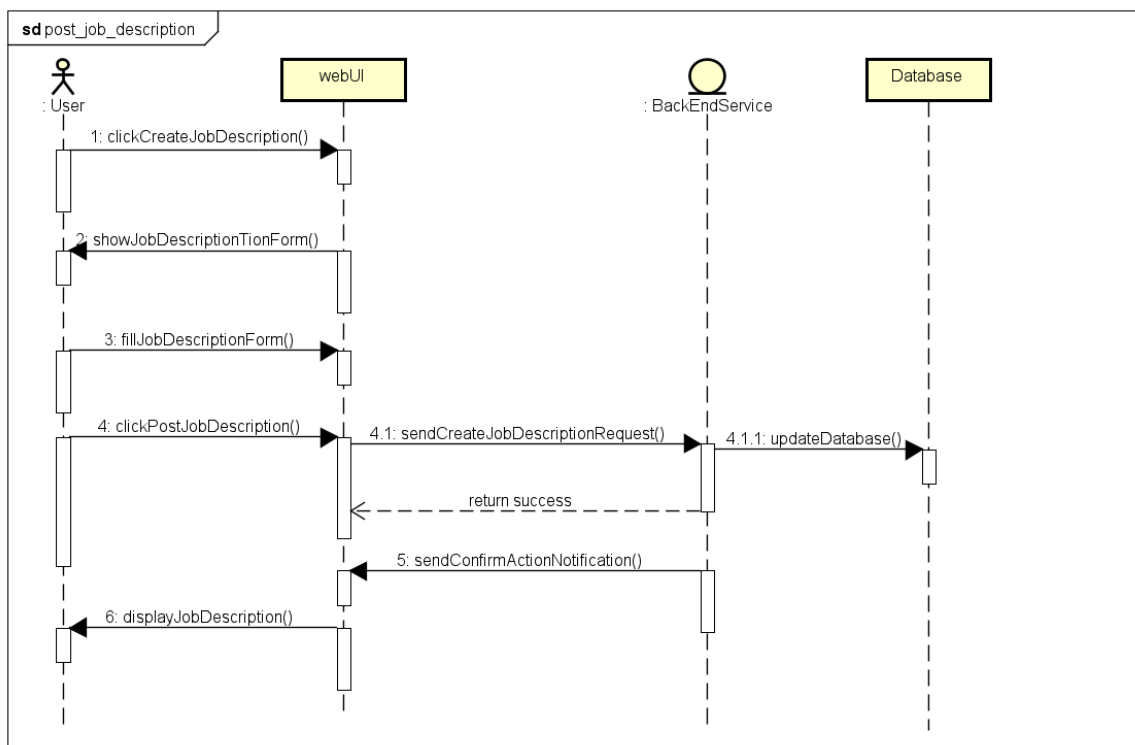 sd post_job_description
: User
webUI
: BackEndService
Database
1: clickCreateJobDescription()
2: showJobDescriptionTionForm()
3: fillJobDescriptionForm()
4: clickPostJobDescription()
4.1: sendCreateJobDescriptionRequest()
4.1.1: updateDatabase()
return success
5: sendConfirmActionNotification()
6: displayJobDescription()